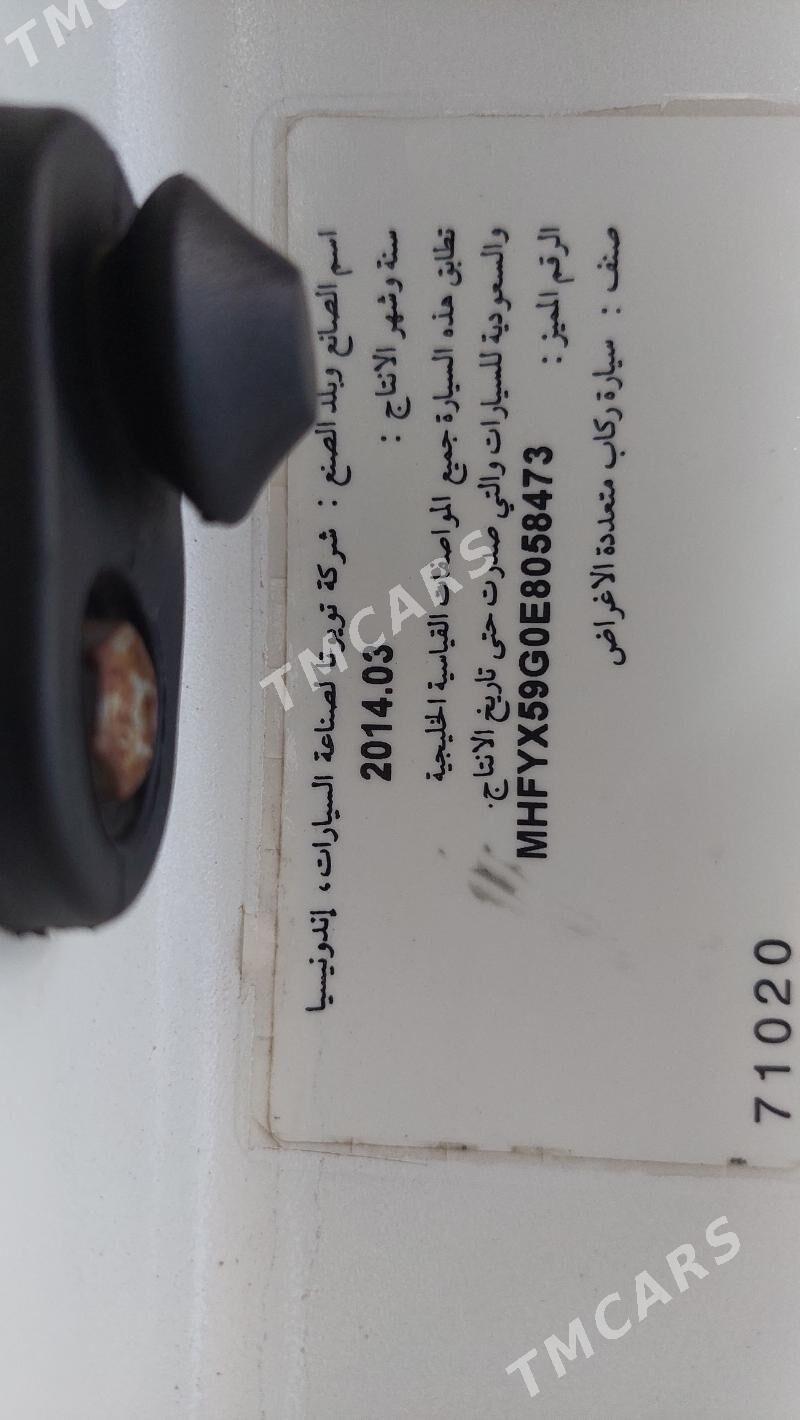 اسم الصانع وبلد الصنع : شركة تويوتا لصناعة السيارات، إندونيسيا
سنة وشهر الانتاج : 2014.03
تطابق هذه السيارة جميع المواصفات القياسية الخليجية
والسعودية للسيارات والتي صدرت حتى تاريخ الانتاج.
الرقم المميز : MHFYX59G0E8058473
صنف : سيارة ركاب متعددة الاغراض
71020
TMCARS
TMCARS